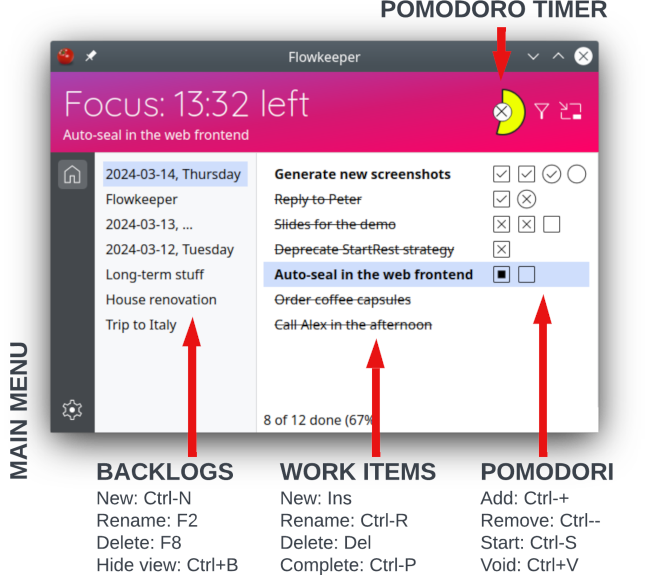 POMODORO TIMER
Flowkeeper
Focus: 13:32 left
Auto-seal in the web frontend
2024-03-14, Thursday
Flowkeeper
2024-03-13, ...
2024-03-12, Tuesday
Long-term stuff
House renovation
Trip to Italy
Generate new screenshots
Reply to Peter
Slides for the demo
Deprecate StartRest strategy
Auto-seal in the web frontend
Order coffee capsules
Call Alex in the afternoon
8 of 12 done (67%
MAIN MENU
BACKLOGS
New: Ctrl-N
Rename: F2
Delete: F8
Hide view: Ctrl+B
WORK ITEMS
New: Ins
Rename: Ctrl-R
Delete: Del
Complete: Ctrl-P
POMODORI
Add: Ctrl-+
Remove: Ctrl--
Start: Ctrl-S
Void: Ctrl+V